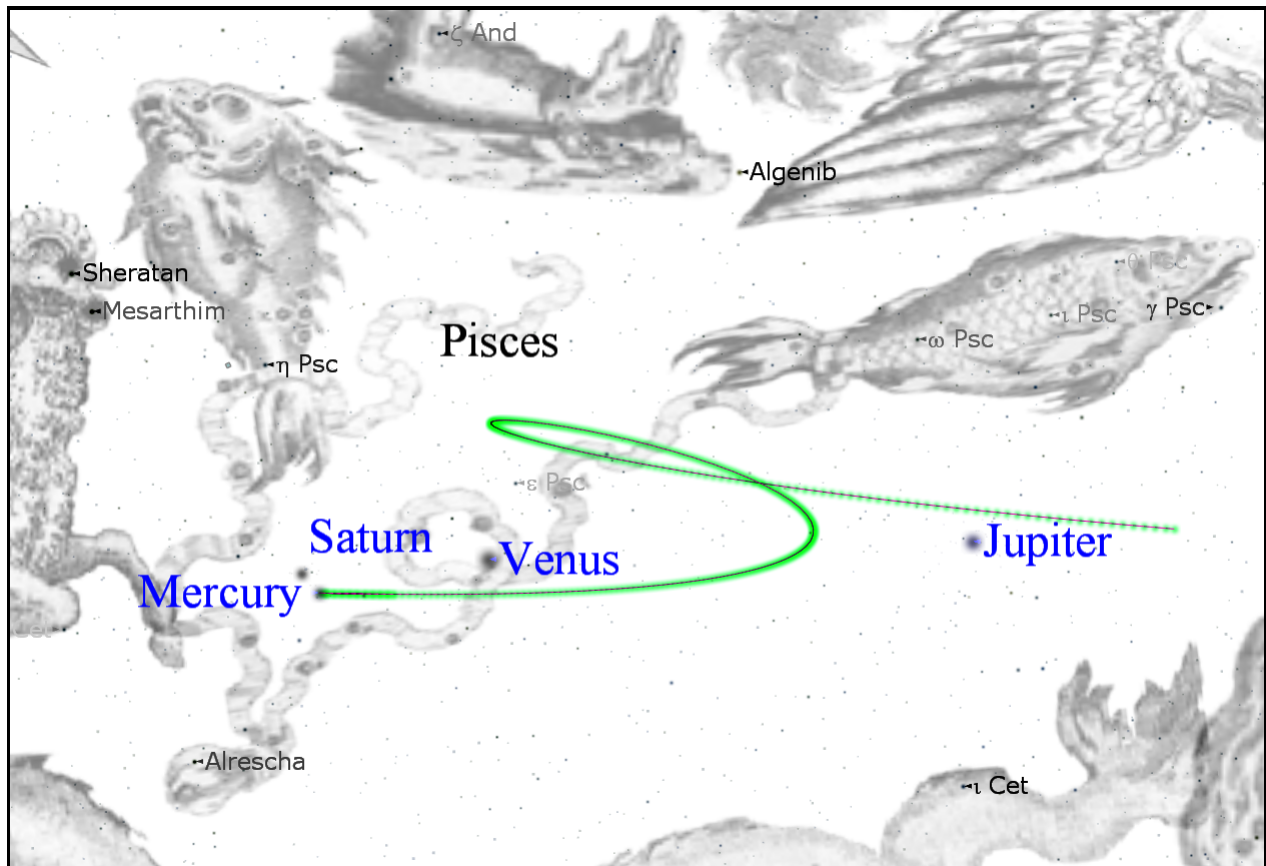 ζ And
Algenib
Sheratan
Mesarthim
θ Psc
ι Psc
γ Psc
ω Psc
Pisces
η Psc
ε Psc
Saturn
Venus
Jupiter
Mercury
Alrescha
ι Cet